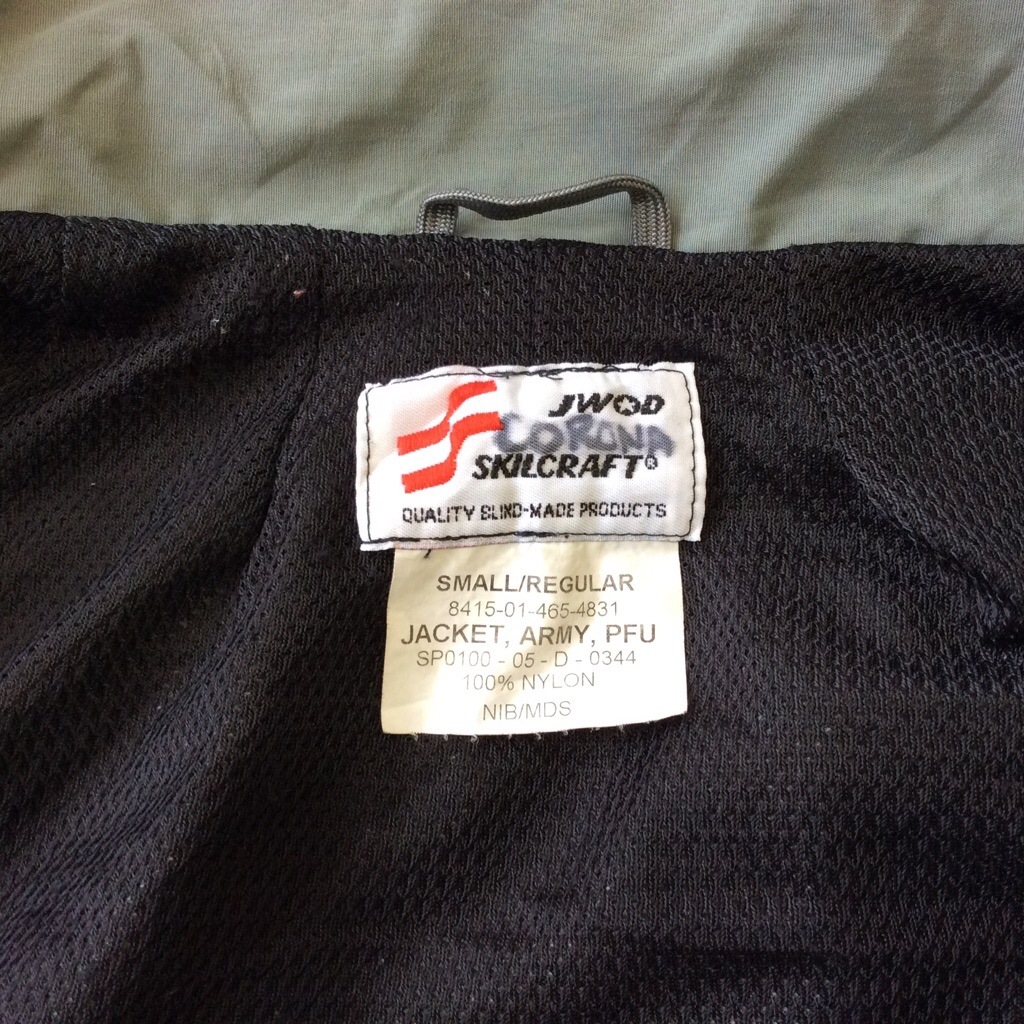 JWOD
CORONA
SKILCRAFT®
QUALITY BLIND-MADE PRODUCTS
SMALL/REGULAR
8415-01-465-4831
JACKET, ARMY, PFU
SP0100 - 05 - D - 0344
100% NYLON
NIB/MDS